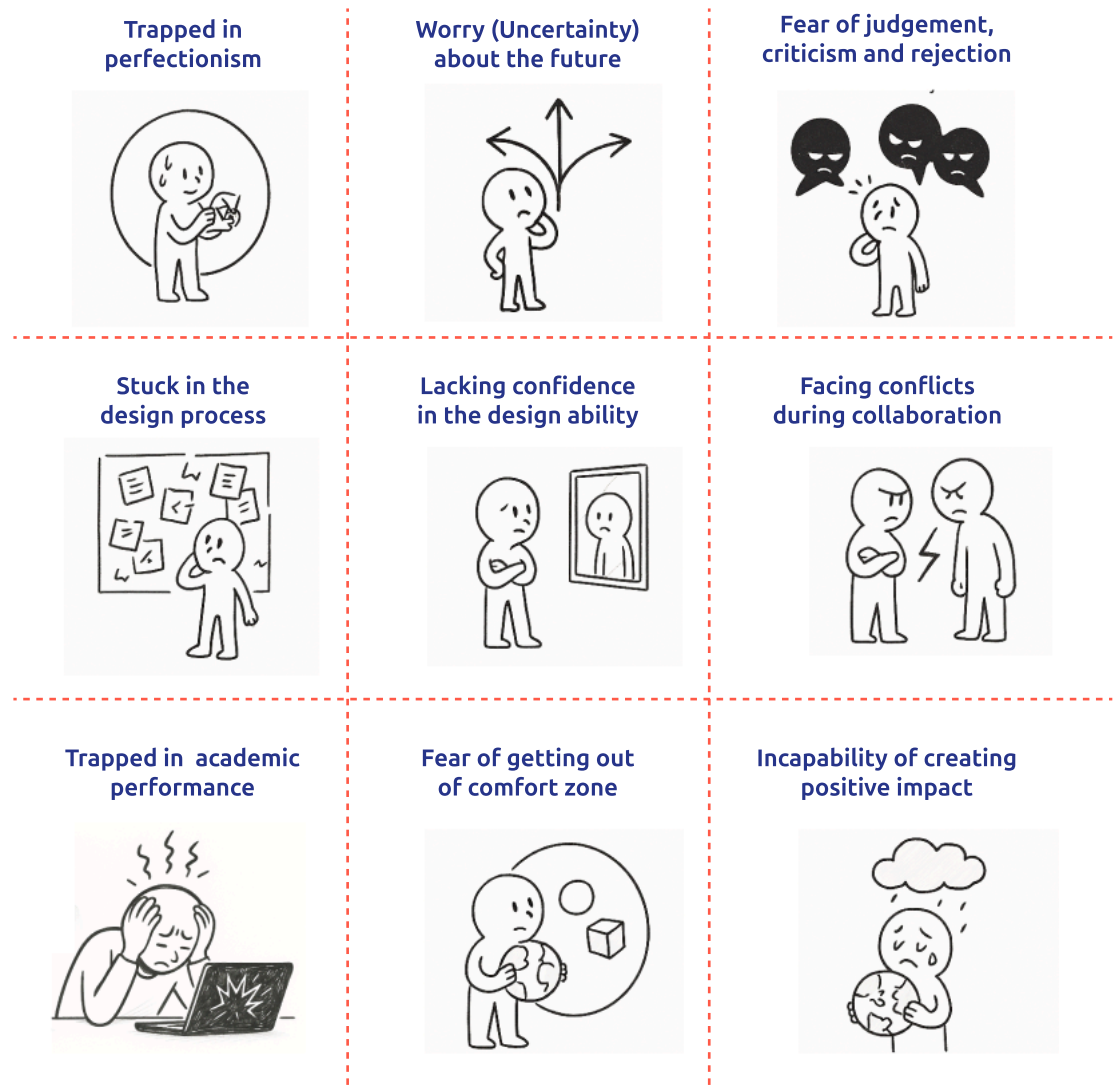 Trapped in
perfectionism
Worry (Uncertainty)
about the future
Fear of judgement,
criticism and rejection
Stuck in the
design process
Lacking confidence
in the design ability
Facing conflicts
during collaboration
Trapped in  academic
performance
Fear of getting out
of comfort zone
Incapability of creating
positive impact